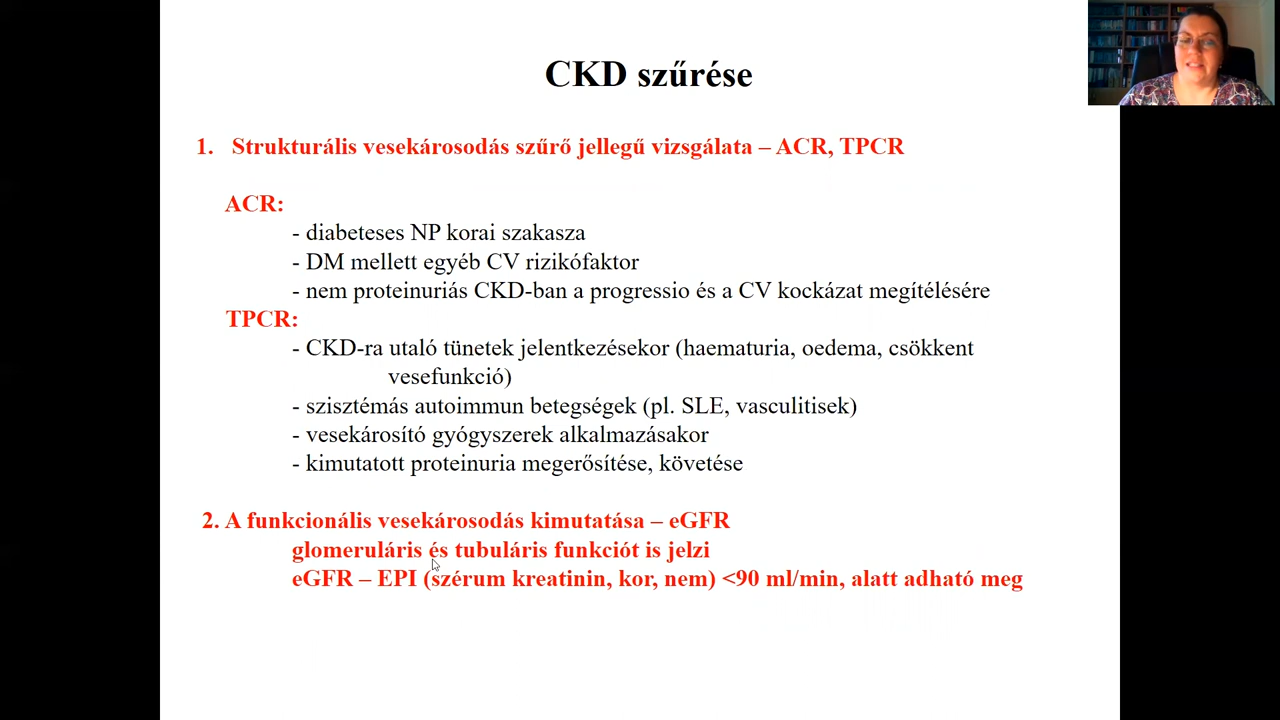 CKD szűrése
1. Strukturális vesekárosodás szűrő jellegű vizsgálata – ACR, TPCR
ACR:
- diabeteses NP korai szakasza
- DM mellett egyéb CV rizikófaktor
- nem proteinuriás CKD-ban a progressio és a CV kockázat megítélésére
TPCR:
- CKD-ra utaló tünetek jelentkezésekor (haematuria, oedema, csökkent
vesefunkció)
- szisztémás autoimmun betegségek (pl. SLE, vasculitisek)
- vesekárosító gyógyszerek alkalmazásakor
- kimutatott proteinuria megerősítése, követése
2. A funkcionális vesekárosodás kimutatása – eGFR
glomeruláris és tubuláris funkciót is jelzi
eGFR – EPI (szérum kreatinin, kor, nem) <90 ml/min, alatt adható meg